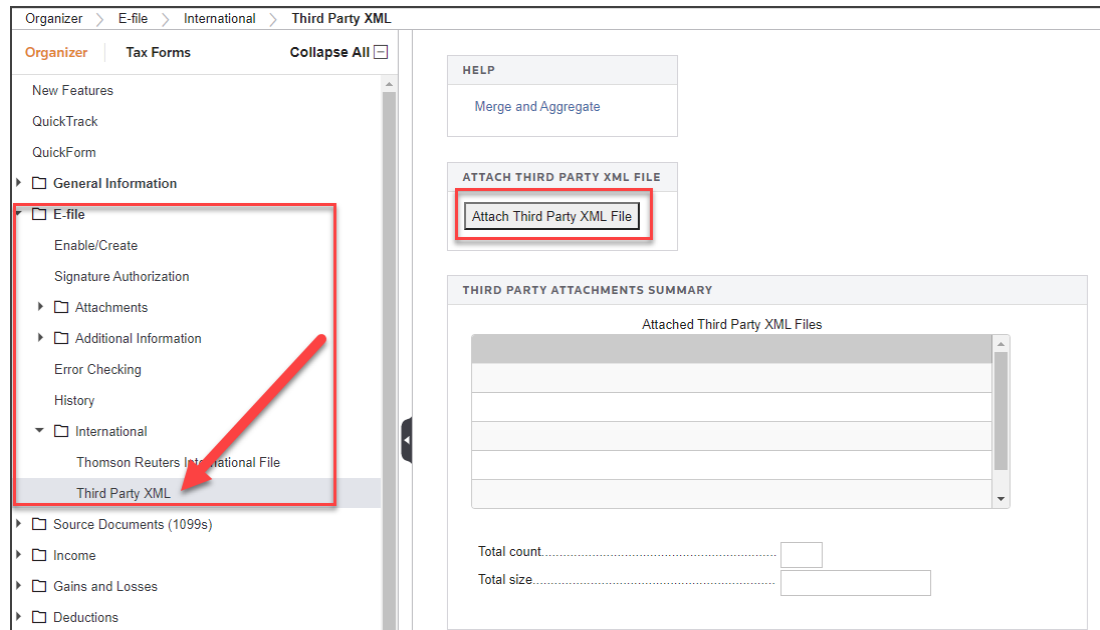 Organizer > E-file > International > Third Party XML
Organizer Tax Forms Collapse All
New Features
QuickTrack
QuickForm
General Information
E-file
Enable/Create
Signature Authorization
Attachments
Additional Information
Error Checking
History
International
Thomson Reuters International File
Third Party XML
Source Documents (1099s)
Income
Gains and Losses
Deductions
HELP
Merge and Aggregate
ATTACH THIRD PARTY XML FILE
Attach Third Party XML File
THIRD PARTY ATTACHMENTS SUMMARY
Attached Third Party XML Files
Total count
Total size